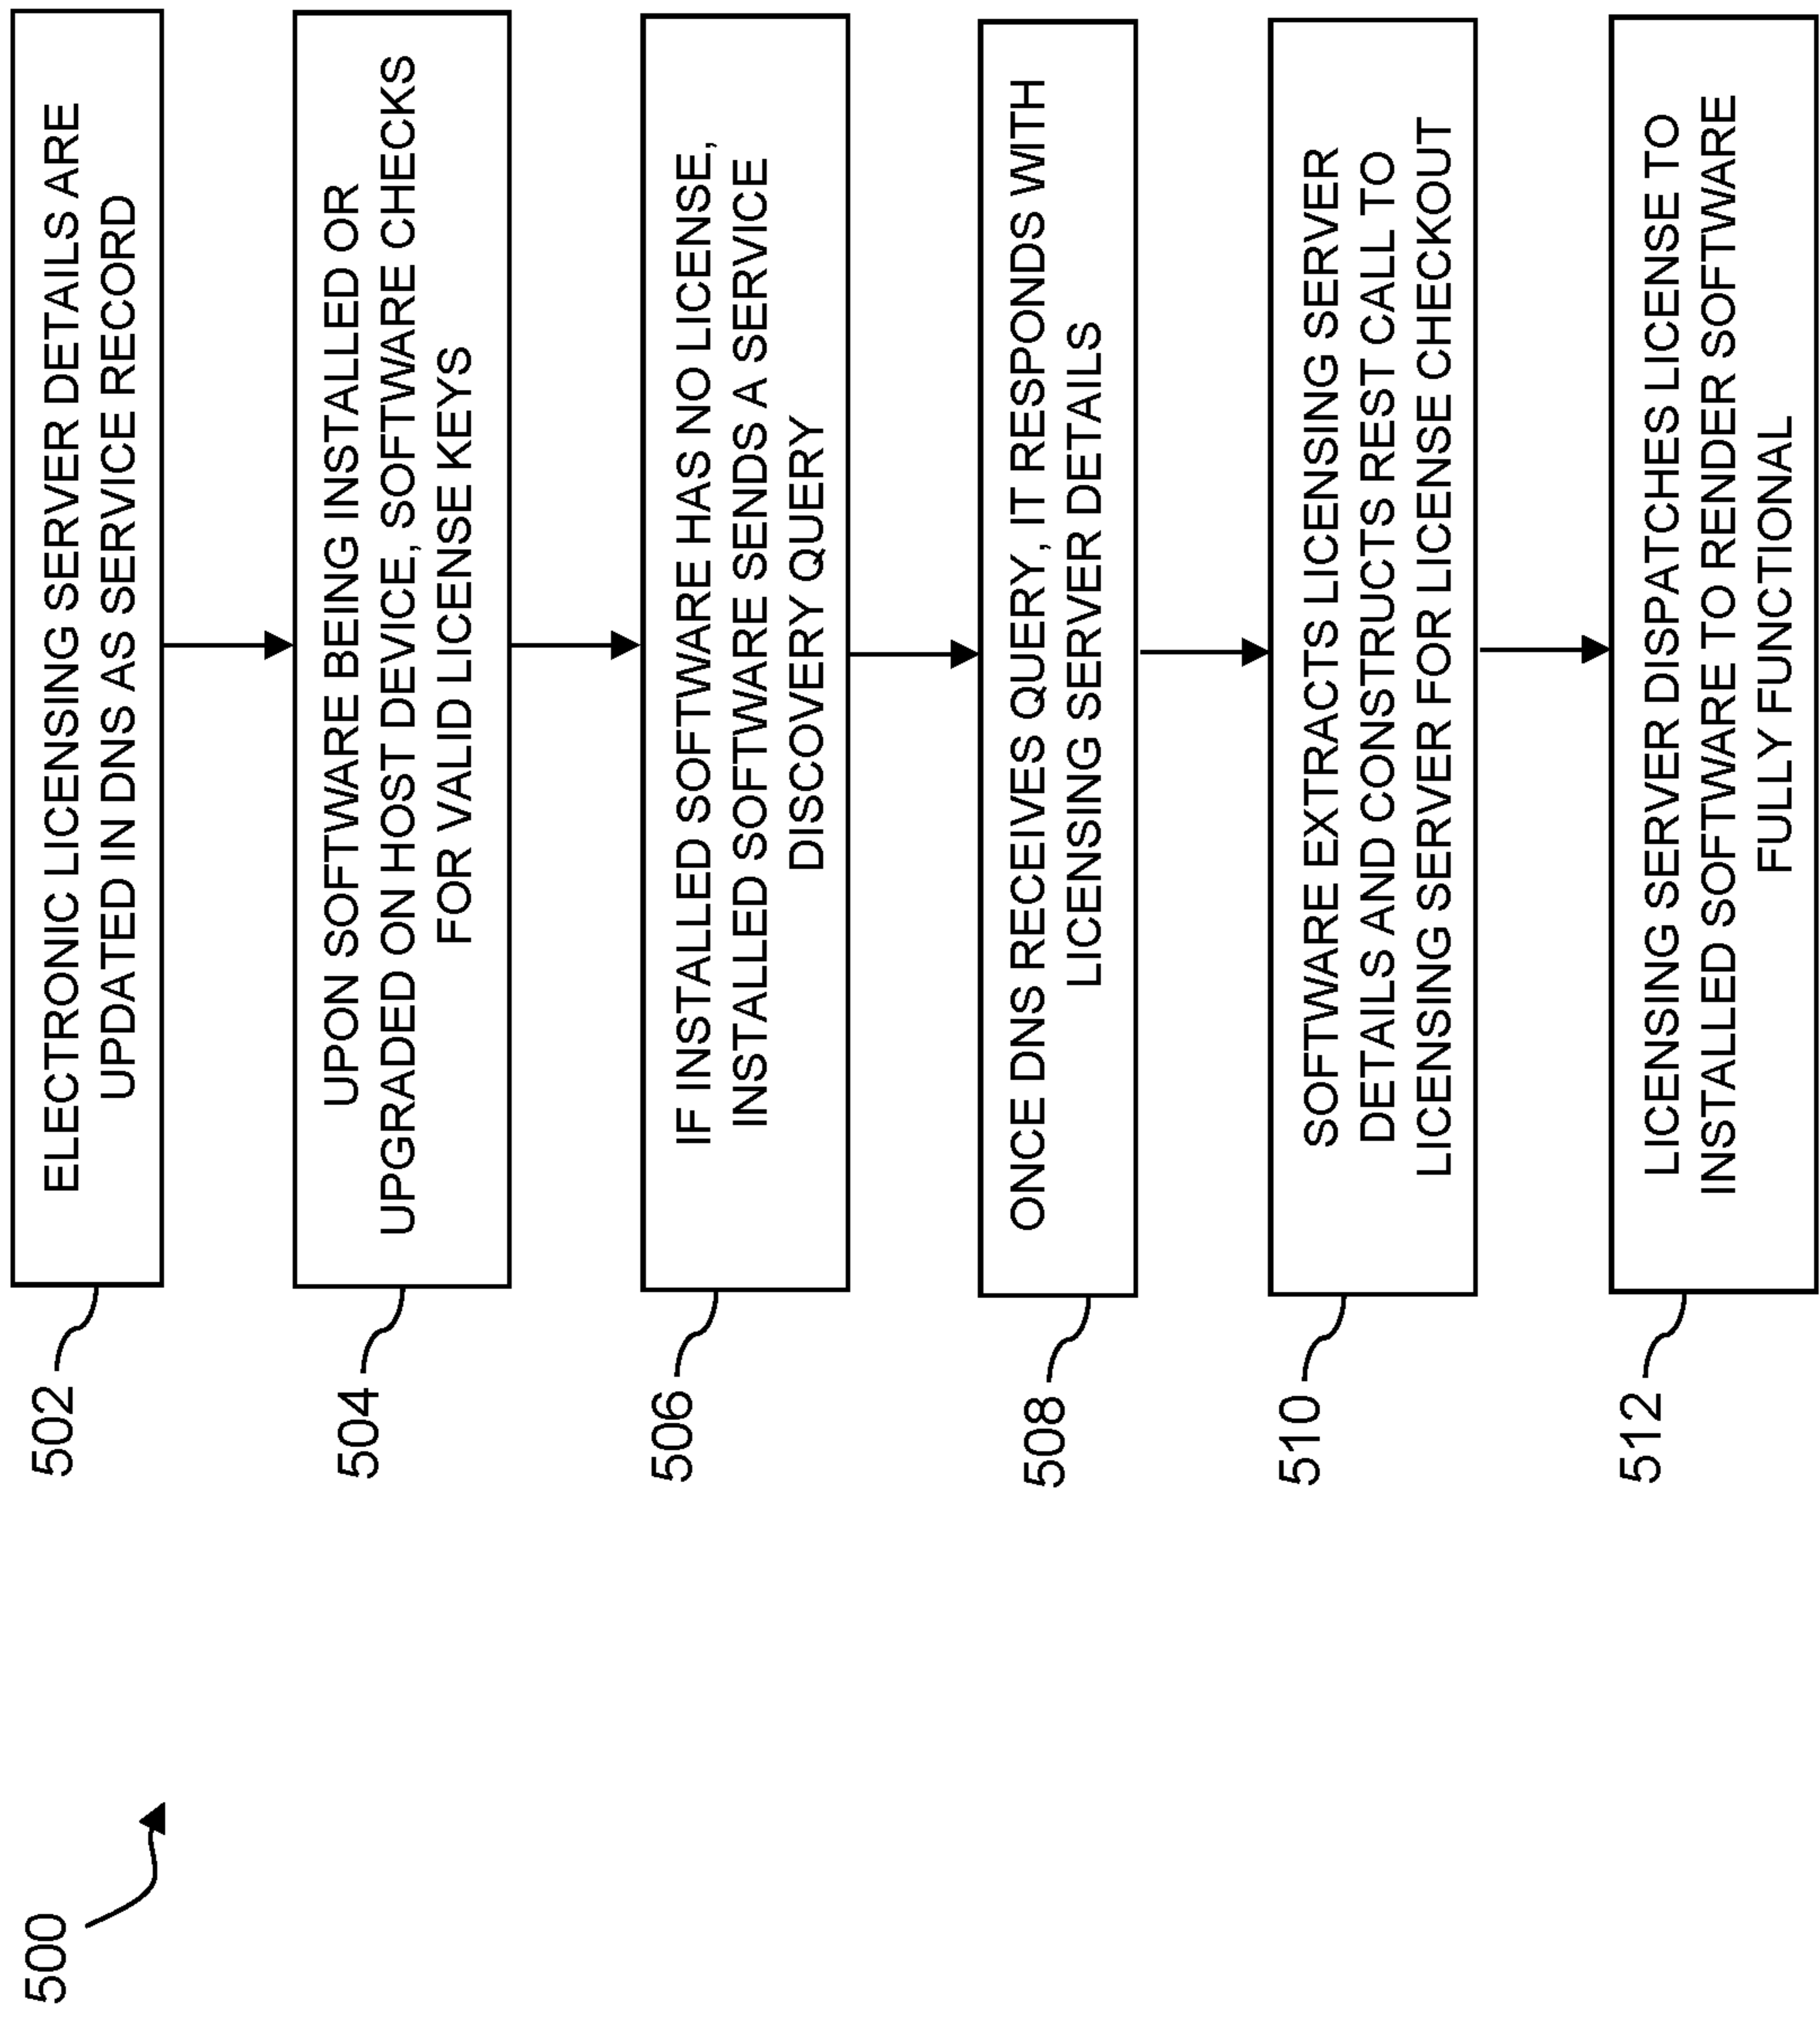 500
502
ELECTRONIC LICENSING SERVER DETAILS ARE
UPDATED IN DNS AS SERVICE RECORD
504
UPON SOFTWARE BEING INSTALLED OR
UPGRADED ON HOST DEVICE, SOFTWARE CHECKS
FOR VALID LICENSE KEYS
506
IF INSTALLED SOFTWARE HAS NO LICENSE,
INSTALLED SOFTWARE SENDS A SERVICE
DISCOVERY QUERY
508
ONCE DNS RECEIVES QUERY, IT RESPONDS WITH
LICENSING SERVER DETAILS
510
SOFTWARE EXTRACTS LICENSING SERVER
DETAILS AND CONSTRUCTS REST CALL TO
LICENSING SERVER FOR LICENSE CHECKOUT
512
LICENSING SERVER DISPATCHES LICENSE TO
INSTALLED SOFTWARE TO RENDER SOFTWARE
FULLY FUNCTIONAL